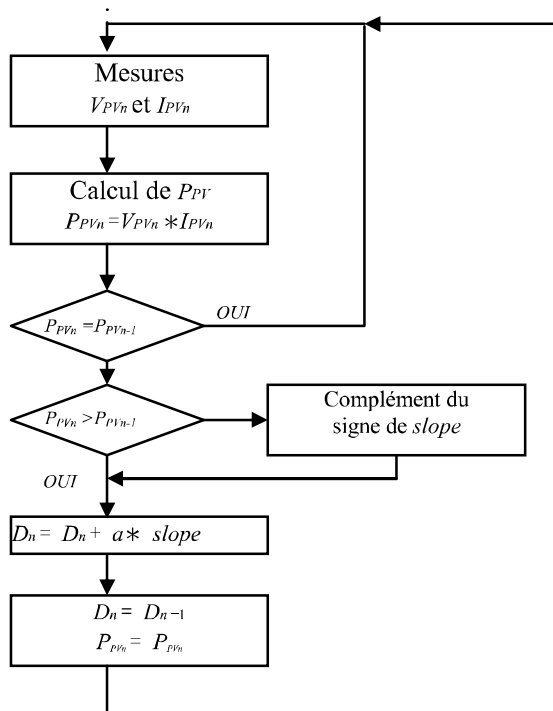 Mesures
VPVn et IPVn
Calcul de PPV
PPVn =VPVn *IPVn
PPVn =PPVn-1
OUI
PPVn >PPVn-1
Complément du
signe de slope
OUI
Dn = Dn + a* slope
Dn = Dn-1
PPVn = PPVn